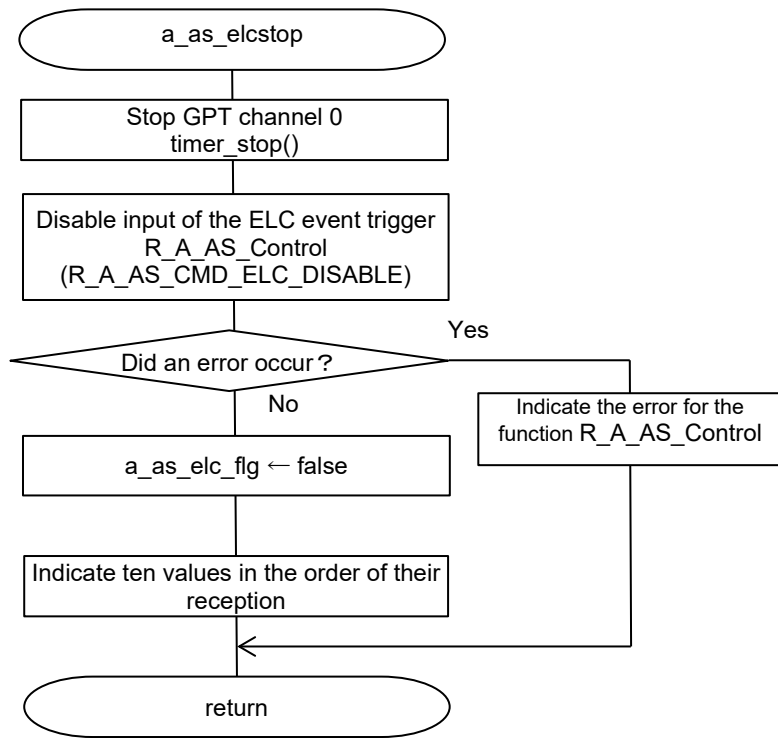 a_as_elcstop
Stop GPT channel 0
timer_stop()
Disable input of the ELC event trigger
R_A_AS_Control
(R_A_AS_CMD_ELC_DISABLE)
Yes
Did an error occur？
No
Indicate the error for the
function R_A_AS_Control
a_as_elc_flg ← false
Indicate ten values in the order of their
reception
return